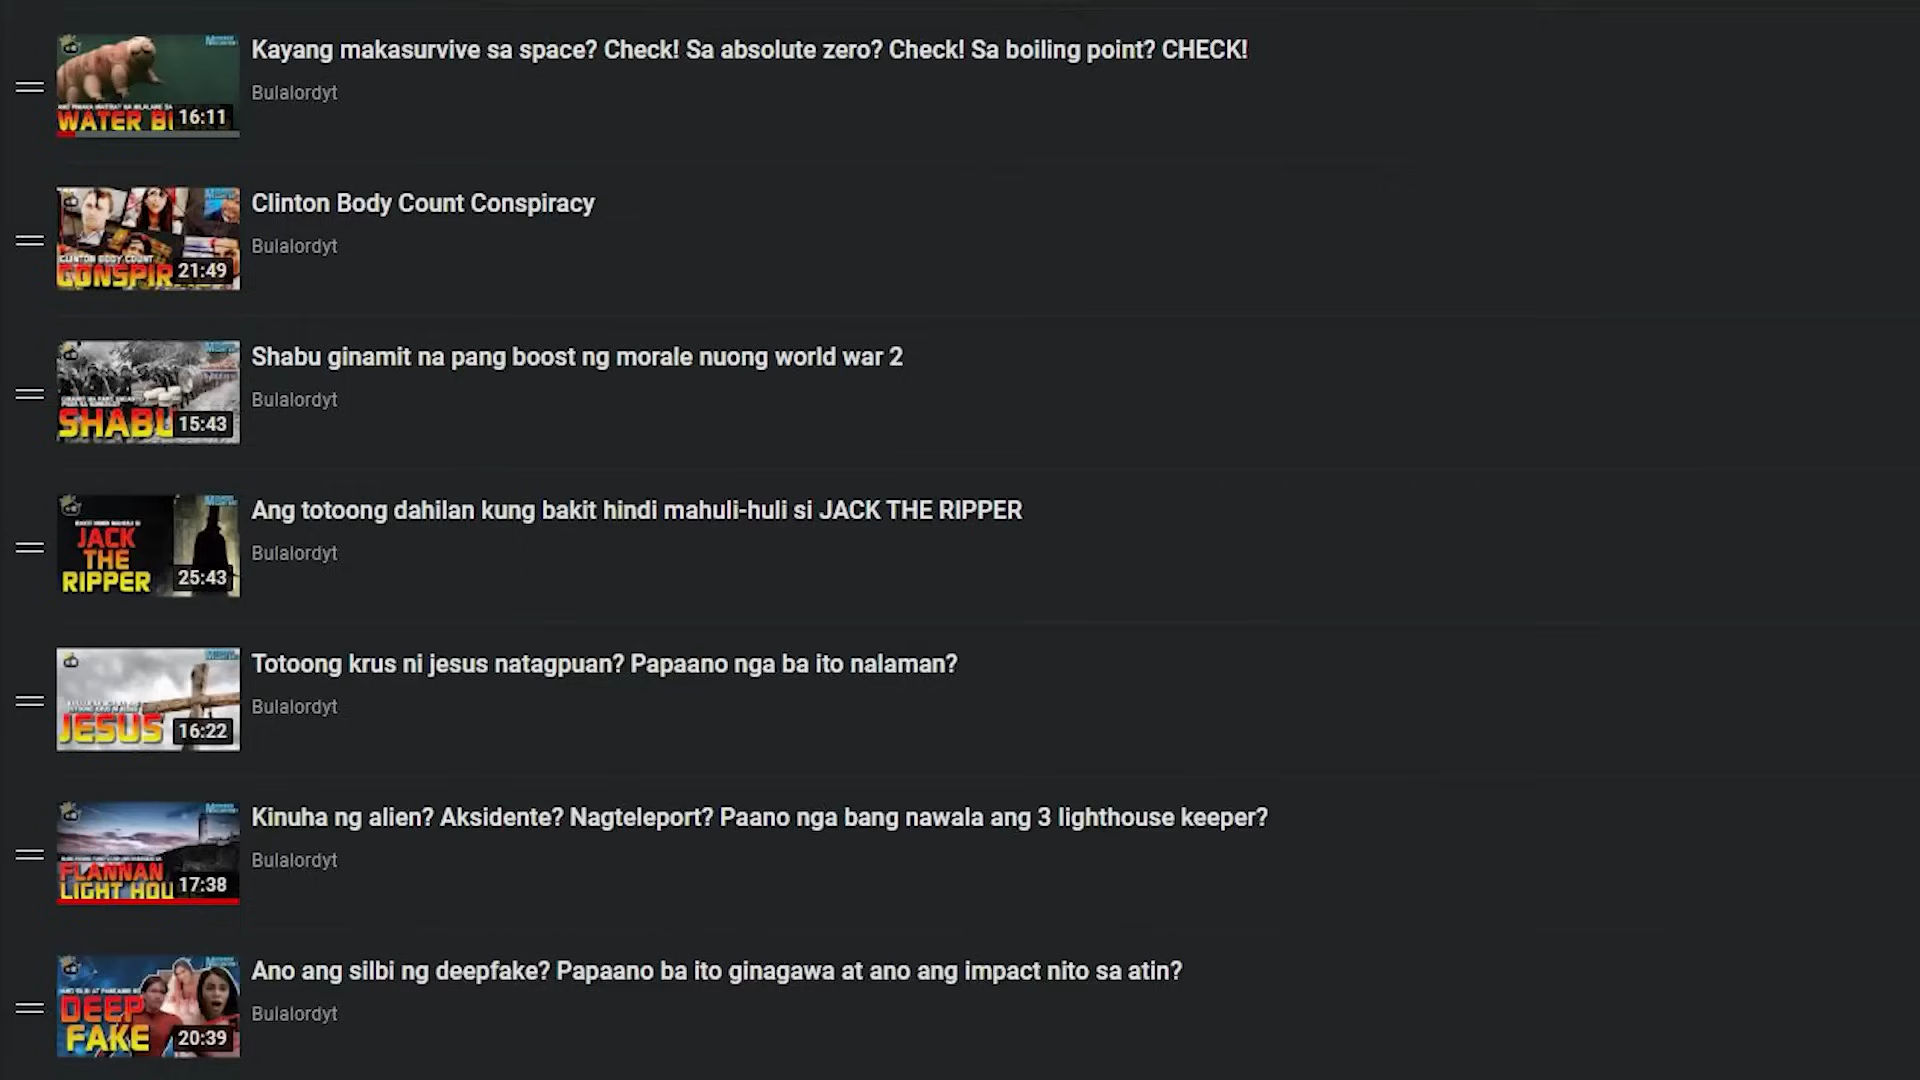 Kayang makasurvive sa space? Check! Sa absolute zero? Check! Sa boiling point? CHECK!
Bulalordyt
WATER
16:11
Clinton Body Count Conspiracy
Bulalordyt
CLINTON BODY COUNT
21:49
Shabu ginamit na pang boost ng morale nuong world war 2
Bulalordyt
SHABU
15:43
Ang totoong dahilan kung bakit hindi mahuli-huli si JACK THE RIPPER
Bulalordyt
JACK
THE
RIPPER
25:43
Totoong krus ni jesus natagpuan? Papaano nga ba ito nalaman?
Bulalordyt
JESUS
16:22
Kinuha ng alien? Aksidente? Nagteleport? Paano nga bang nawala ang 3 lighthouse keeper?
Bulalordyt
FLANNAN
LIGHT HOU
17:38
Ano ang silbi ng deepfake? Papaano ba ito ginagawa at ano ang impact nito sa atin?
Bulalordyt
DEEP
FAKE
20:39